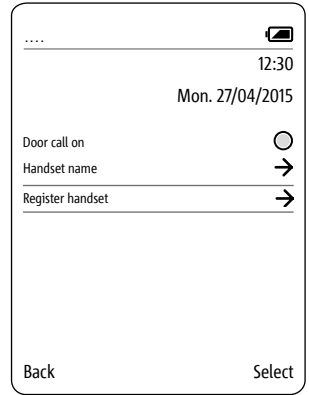 ....
12:30
Mon. 27/04/2015
Door call on
Handset name
Register handset
Back Select